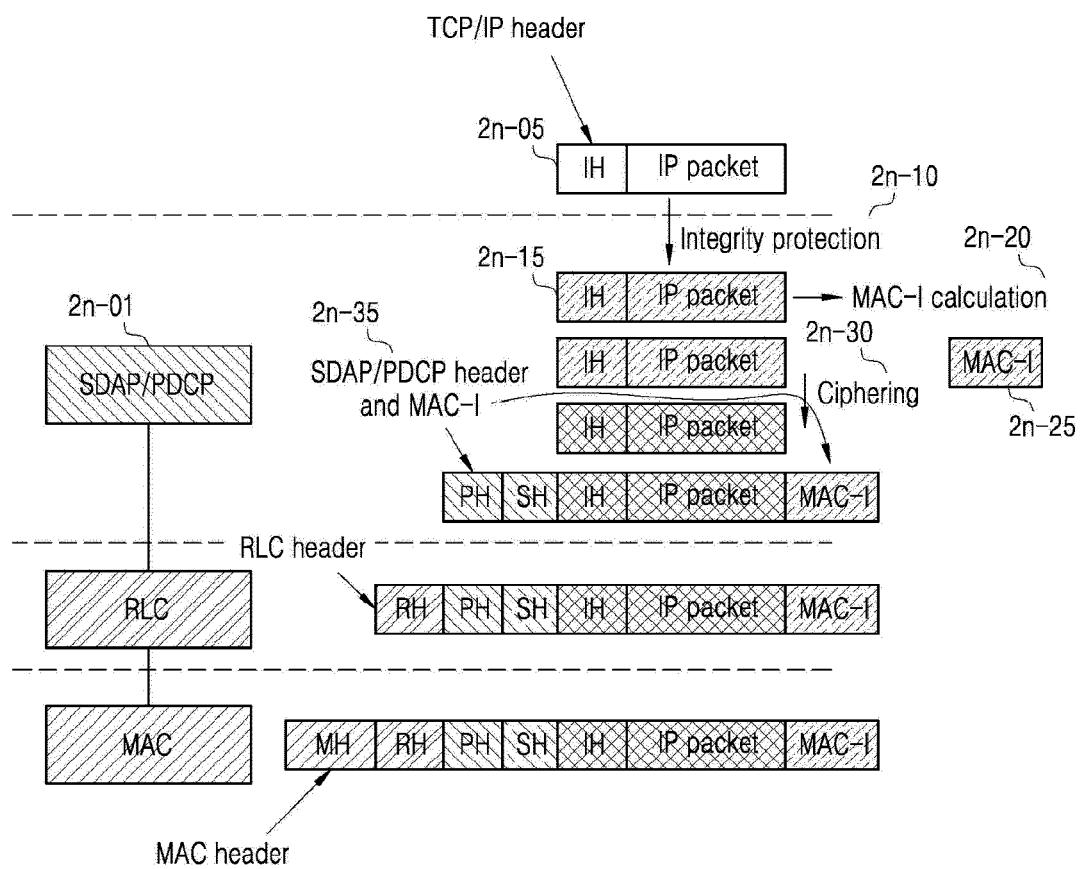 TCP/IP header
2n-05
IH IP packet
2n-10
Integrity protection
2n-20
2n-15
IH IP packet
MAC-I calculation
2n-01
2n-35
2n-30
SDAP/PDCP
SDAP/PDCP header
and MAC-I
IH IP packet
MAC-I
Ciphering
2n-25
IH IP packet
PH SH IH IP packet MAC-I
RLC header
RLC
RH PH SH IH IP packet MAC-I
MAC
MH RH PH SH IH IP packet MAC-I
MAC header